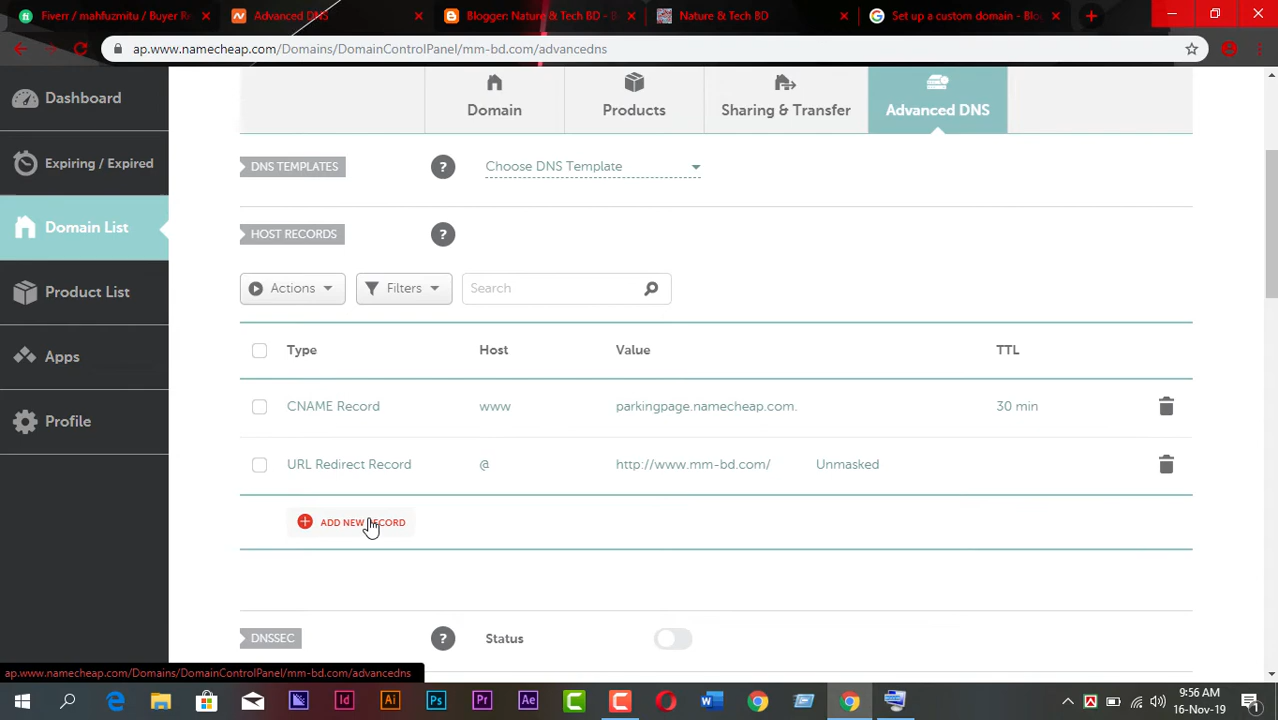 Fiverr / mahfuzmitu / Buyer R
Advanced DNS
Blogger: Nature & Tech BD - B
Nature & Tech BD
Set up a custom domain - Blo
ap.www.namecheap.com/Domains/DomainControlPanel/mm-bd.com/advancedns
Dashboard
Expiring / Expired
Domain List
Product List
Apps
Profile
Domain
Products
Sharing & Transfer
Advanced DNS
DNS TEMPLATES
?
Choose DNS Template
HOST RECORDS
?
Actions
Filters
Search
Type Host Value TTL
CNAME Record www parkingpage.namecheap.com. 30 min
URL Redirect Record @ http://www.mm-bd.com/ Unmasked
ADD NEW RECORD
DNSSEC
?
Status
ap.www.namecheap.com/Domains/DomainControlPanel/mm-bd.com/advancedns
9:56 AM
16-Nov-19